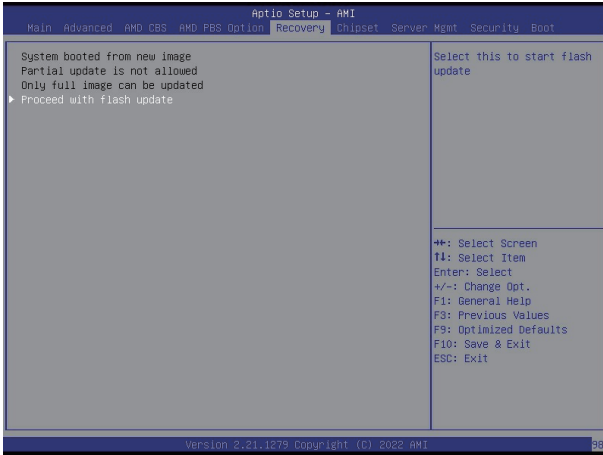 Aptio Setup - AMI
Main Advanced AMD CBS AMD PBS Option Recovery Chipset Server Mgmt Security Boot
System booted from new image
Partial update is not allowed
Only full image can be updated
Proceed with flash update
Select this to start flash
update
→←: Select Screen
↑↓: Select Item
Enter: Select
+/-: Change Opt.
F1: General Help
F3: Previous Values
F9: Optimized Defaults
F10: Save & Exit
ESC: Exit
Version 2.21.1279 Copyright (C) 2022 AMI
98